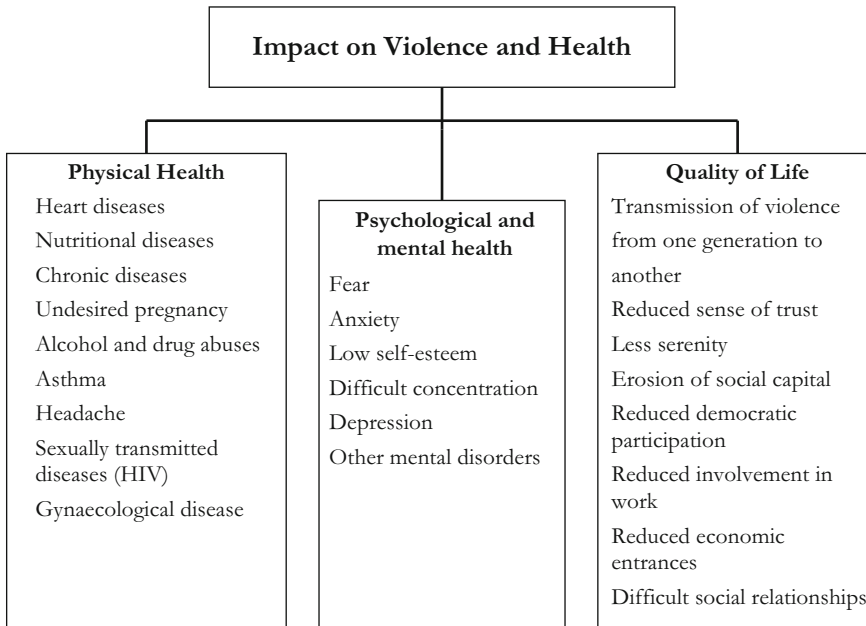 Impact on Violence and Health
Physical Health
Heart diseases
Nutritional diseases
Chronic diseases
Undesired pregnancy
Alcohol and drug abuses
Asthma
Headache
Sexually transmitted
diseases (HIV)
Gynaecological disease
Psychological and
mental health
Fear
Anxiety
Low self-esteem
Difficult concentration
Depression
Other mental disorders
Quality of Life
Transmission of violence
from one generation to
another
Reduced sense of trust
Less serenity
Erosion of social capital
Reduced democratic
participation
Reduced involvement in
work
Reduced economic
entrances
Difficult social relationships